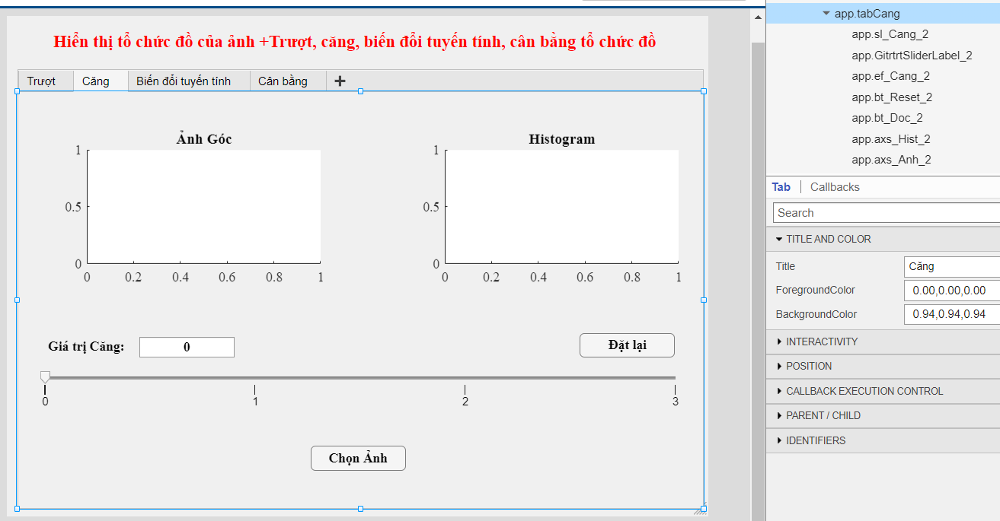 Hiển thị tổ chức đồ của ảnh +Trượt, căng, biến đổi tuyến tính, cân bằng tổ chức đồ
Trượt Căng Biến đổi tuyến tính Cân bằng +
Ảnh Góc
1
0.5
0
0 0.2 0.4 0.6 0.8 1
Histogram
1
0.5
0
0 0.2 0.4 0.6 0.8 1
Giá trị Căng: 0
Đặt lại
0 1 2 3
Chọn Ảnh
app.tabCang
app.sl_Cang_2
app.GitrtrtSliderLabel_2
app.ef_Cang_2
app.bt_Reset_2
app.bt_Doc_2
app.axs_Hist_2
app.axs_Anh_2
Tab | Callbacks
Search
TITLE AND COLOR
Title Căng
ForegroundColor 0.00,0.00,0.00
BackgroundColor 0.94,0.94,0.94
INTERACTIVITY
POSITION
CALLBACK EXECUTION CONTROL
PARENT / CHILD
IDENTIFIERS